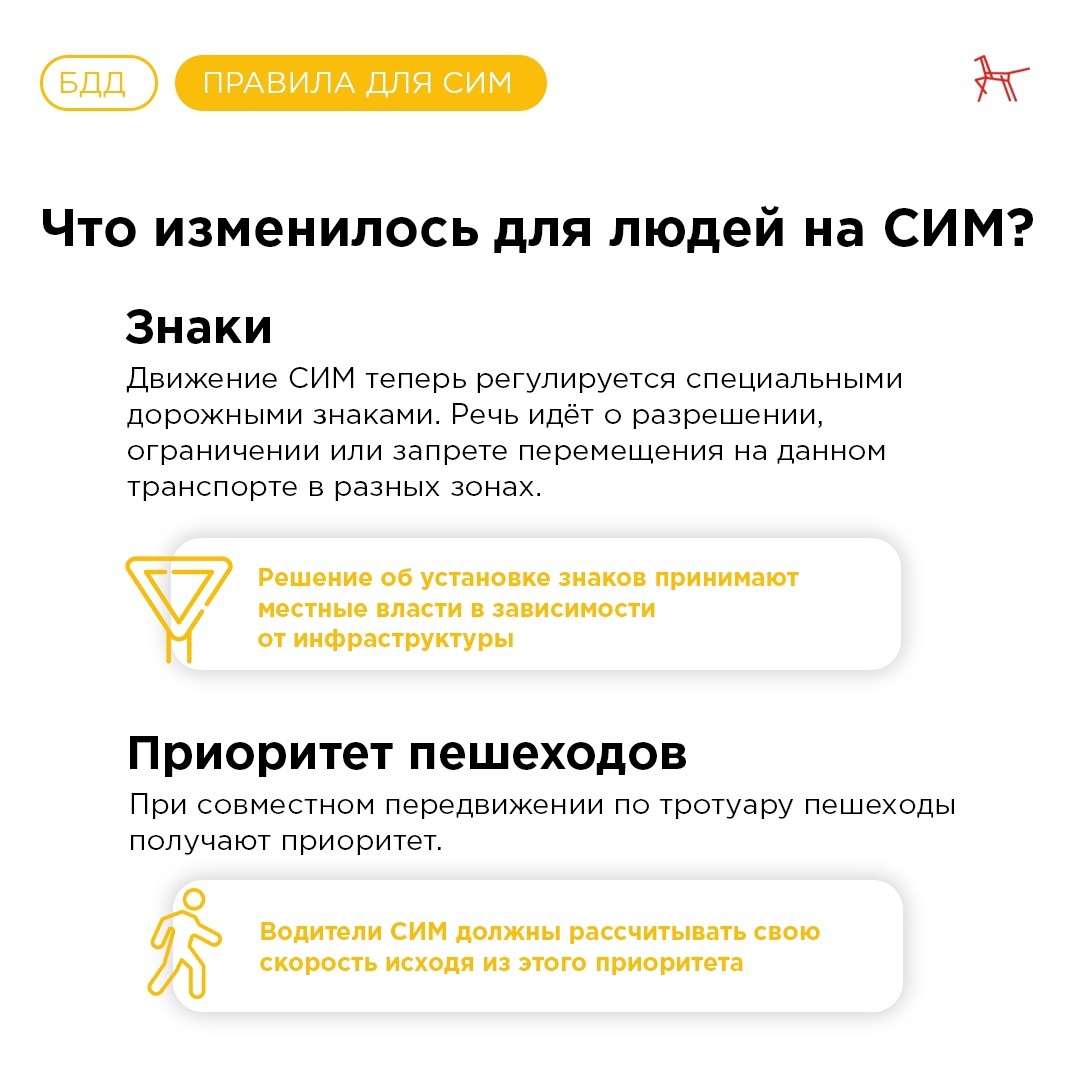 БДД
ПРАВИЛА ДЛЯ СИМ
Что изменилось для людей на СИМ?
Знаки
Движение СИМ теперь регулируется специальными
дорожными знаками. Речь идёт о разрешении,
ограничении или запрете перемещения на данном
транспорте в разных зонах.
Решение об установке знаков принимают
местные власти в зависимости
от инфраструктуры
Приоритет пешеходов
При совместном передвижении по тротуару пешеходы
получают приоритет.
Водители СИМ должны рассчитывать свою
скорость исходя из этого приоритета